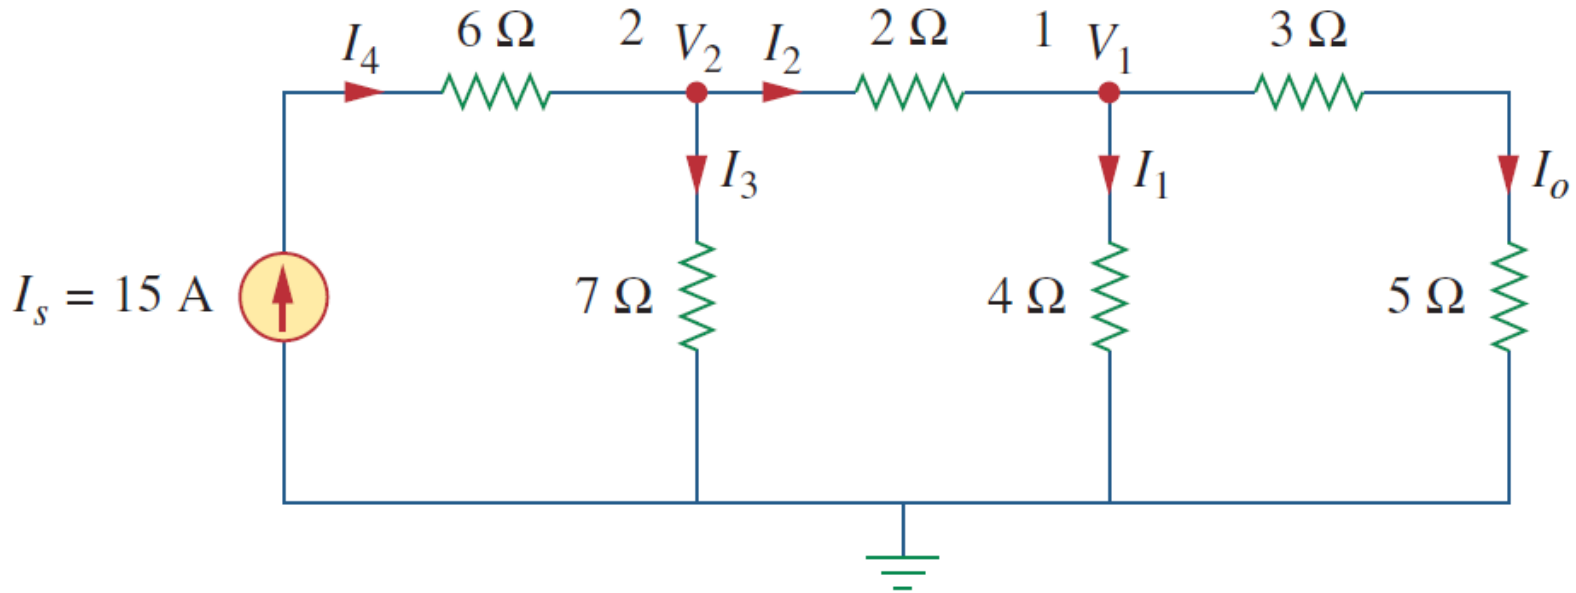 I₄ 6 Ω 2 V₂ I₂ 2 Ω 1 V₁ 3 Ω
I₃ I₁ Iₒ
Iₛ = 15 A 7 Ω 4 Ω 5 Ω